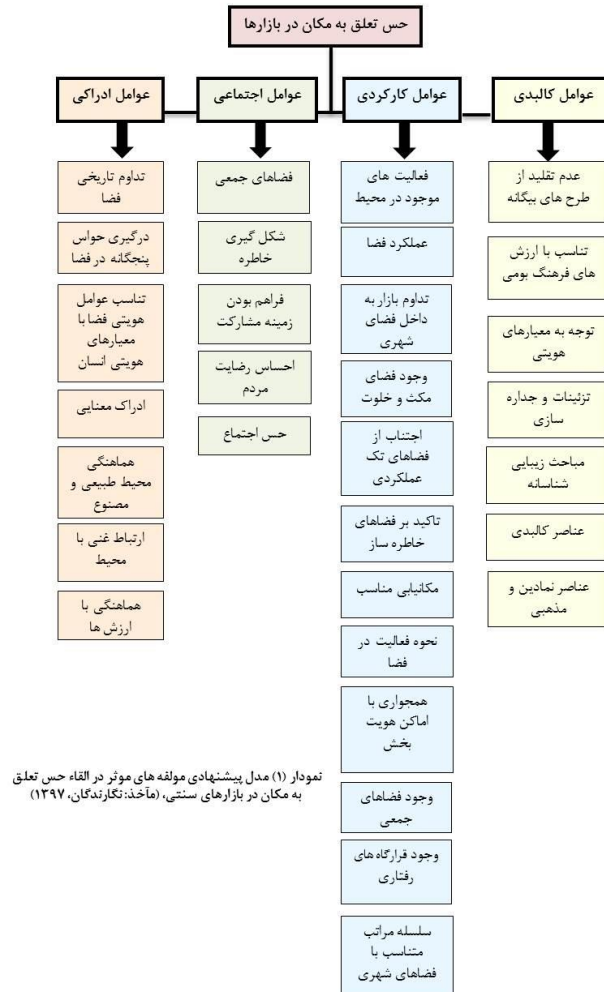 حس تعلق به مکان در بازارها
عوامل کالبدی
عدم تقلید از
طرح های بیگانه
تناسب با ارزش
های فرهنگ بومی
توجه به معیارهای
هویتی
تزئینات و جداره
سازی
مباحث زیبایی
شناسانه
عناصر کالبدی
عناصر نمادین و
مذهبی
عوامل کارکردی
فعالیت های
موجود در محیط
عملکرد فضا
تداوم بازار به
داخل فضای
شهری
وجود فضای
مکث و خلوت
اجتناب از
فضاهای تک
عملکردی
تاکید بر فضاهای
خاطره ساز
مکانیابی مناسب
نحوه فعالیت در
فضا
همجواری با
اماکن هویت
بخش
وجود فضاهای
جمعی
وجود قرارگاه های
رفتاری
سلسله مراتب
متناسب با
فضاهای شهری
عوامل اجتماعی
فضاهای جمعی
شکل گیری
خاطره
فراهم بودن
زمینه مشارکت
احساس رضایت
مردم
حس اجتماع
عوامل ادراکی
تداوم تاریخی
فضا
درگیری حواس
پنجگانه در فضا
تناسب عوامل
هویتی فضا با
معیارهای
هویتی انسان
ادراک معنایی
هماهنگی
محیط طبیعی و
مصنوع
ارتباط غنی با
محیط
هماهنگی با
ارزش ها
نمودار (۱) مدل پیشنهادی مولفه های موثر در القاء حس تعلق
به مکان در بازارهای سنتی، (مآخذ: نگارندگان، ۱۳۹۷)